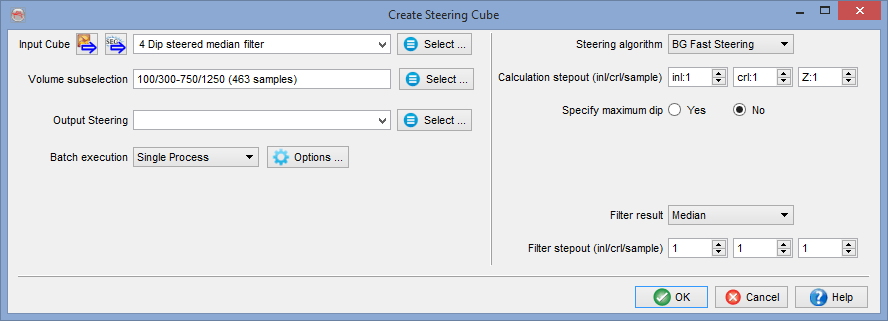 Create Steering Cube
Input Cube SEG 4 Dip steered median filter Select ...
Volume subselection 100/300-750/1250 (463 samples) Select ...
Output Steering Select ...
Batch execution Single Process Options ...
Steering algorithm BG Fast Steering
Calculation stepout (inl/crl/sample) inl:1 crl:1 Z:1
Specify maximum dip Yes No
Filter result Median
Filter stepout (inl/crl/sample) 1 1 1
OK Cancel Help